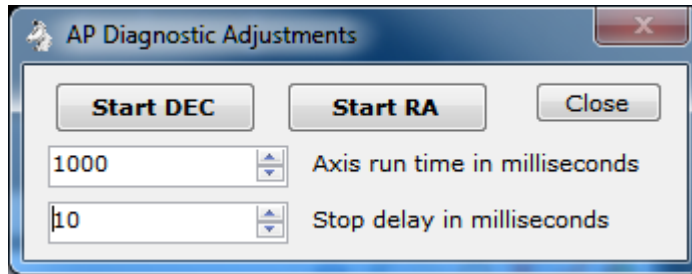 AP Diagnostic Adjustments
Start DEC Start RA Close
1000 Axis run time in milliseconds
10 Stop delay in milliseconds